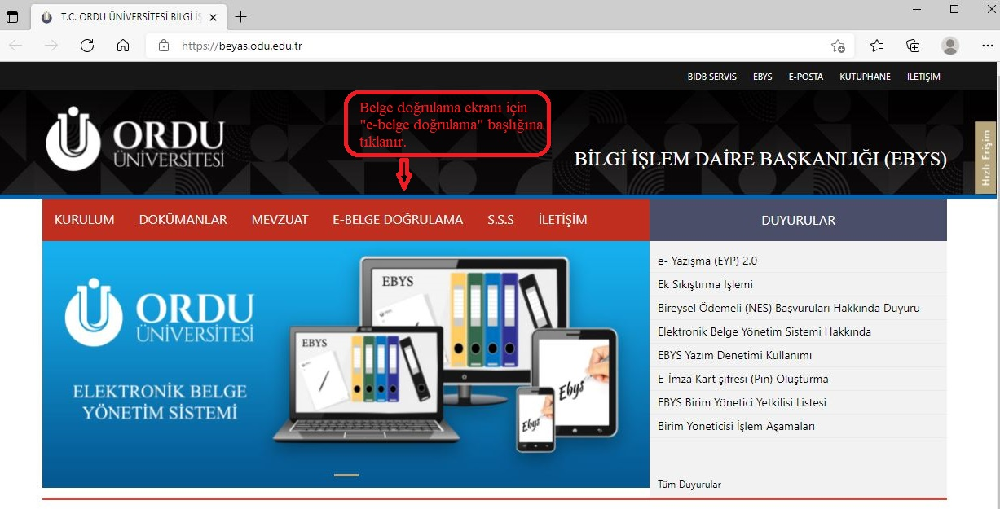 T.C. ORDU ÜNİVERSİTESİ BİLGİ İŞ
https://beyas.odu.edu.tr
BİDB SERVİS EBYS E-POSTA KÜTÜPHANE İLETİŞİM
ORDU
ÜNİVERSİTESİ
Belge doğrulama ekranı için
"e-belge doğrulama" başlığına
tıklanır.
BİLGİ İŞLEM DAİRE BAŞKANLIĞI (EBYS)
Hızlı Erişim
KURULUM DOKÜMANLAR MEVZUAT E-BELGE DOĞRULAMA S.S.S İLETİŞİM
DUYURULAR
ORDU
ÜNİVERSİTESİ
ELEKTRONİK BELGE
YÖNETİM SİSTEMİ
EBYS
EBYS
Ebys
Ebys
e- Yazışma (EYP) 2.0
Ek Sıkıştırma İşlemi
Bireysel Ödemeli (NES) Başvuruları Hakkında Duyuru
Elektronik Belge Yönetim Sistemi Hakkında
EBYS Yazım Denetimi Kullanımı
E-İmza Kart şifresi (Pin) Oluşturma
EBYS Birim Yönetici Yetkilisi Listesi
Birim Yöneticisi İşlem Aşamaları
Tüm Duyurular